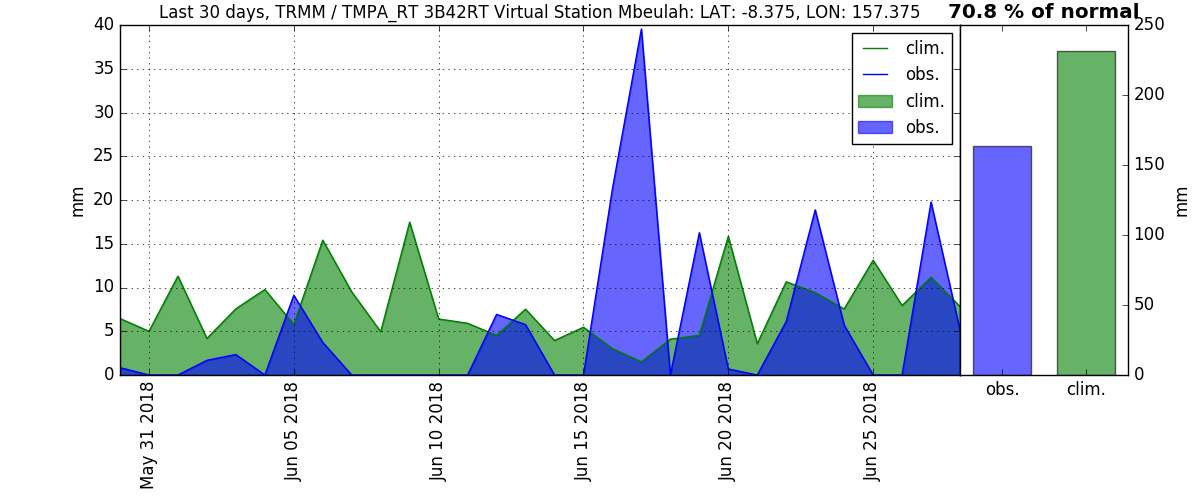 Last 30 days, TRMM / TMPA_RT 3B42RT Virtual Station Mbeulah: LAT: -8.375, LON: 157.375
70.8 % of normal
40
35
30
25
20
15
10
5
0
mm
clim.
obs.
clim.
obs.
May 31 2018
Jun 05 2018
Jun 10 2018
Jun 15 2018
Jun 20 2018
Jun 25 2018
250
200
150
100
50
0
mm
obs.
clim.